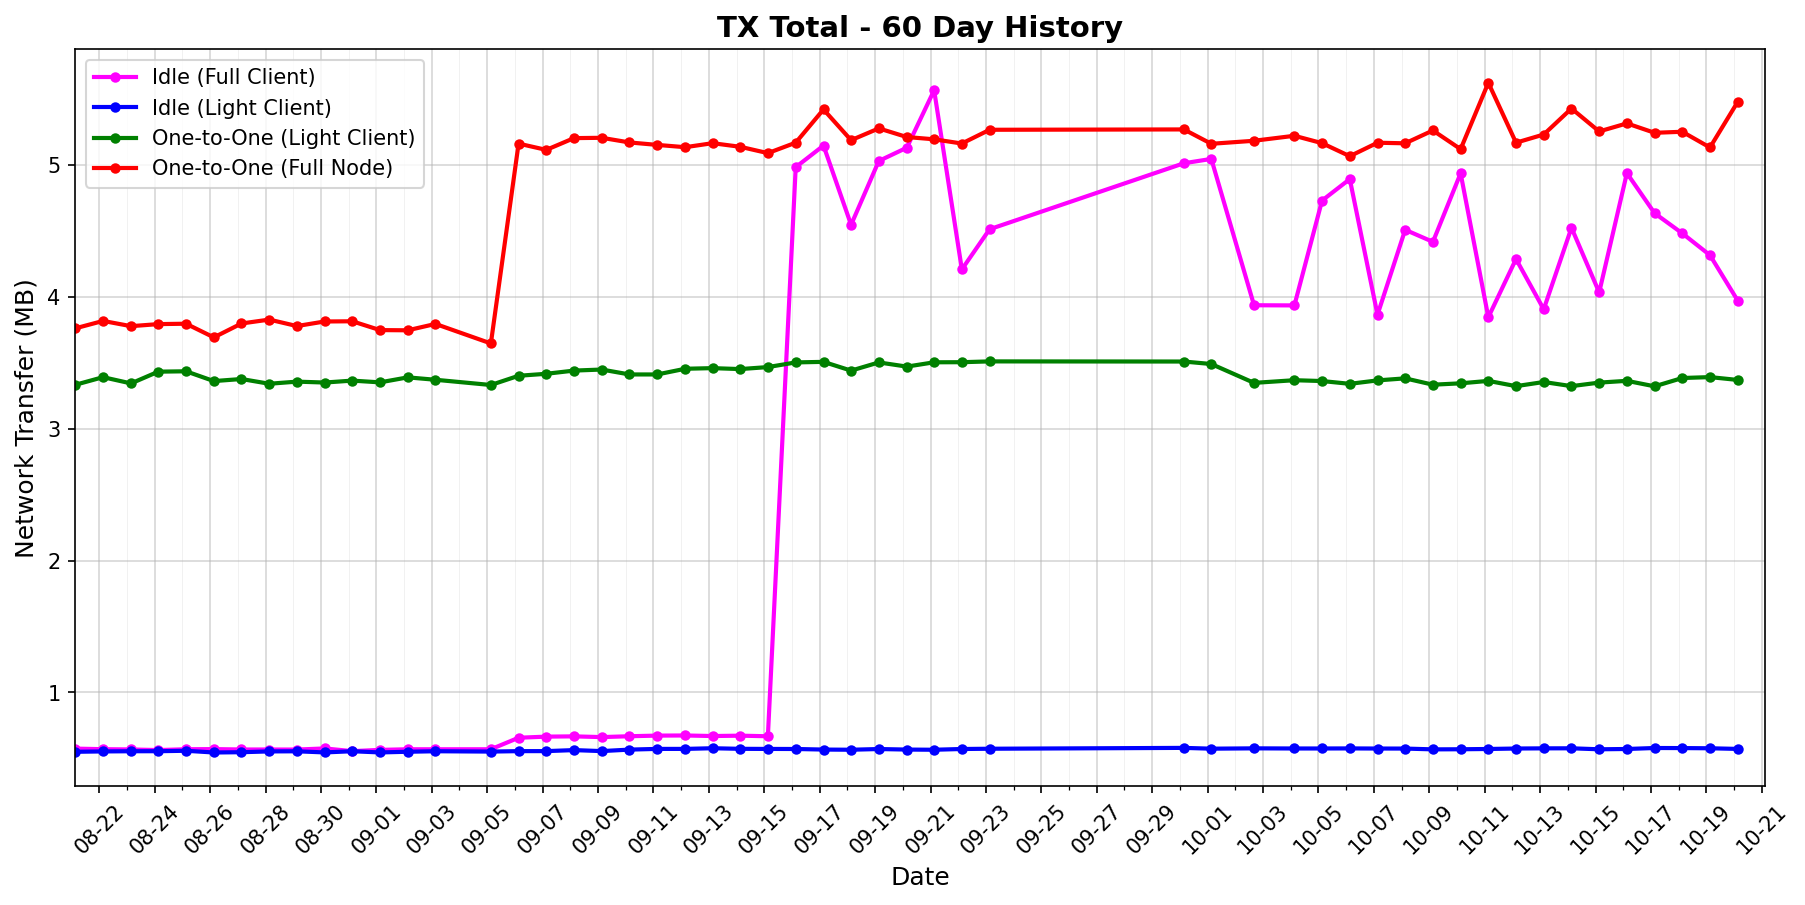 TX Total - 60 Day History
Idle (Full Client)
Idle (Light Client)
One-to-One (Light Client)
One-to-One (Full Node)
Network Transfer (MB)
5
4
3
2
1
08-22 08-24 08-26 08-28 08-30 09-01 09-03 09-05 09-07 09-09 09-11 09-13 09-15 09-17 09-19 09-21 09-23 09-25 09-27 09-29 10-01 10-03 10-05 10-07 10-09 10-11 10-13 10-15 10-17 10-19 10-21
Date